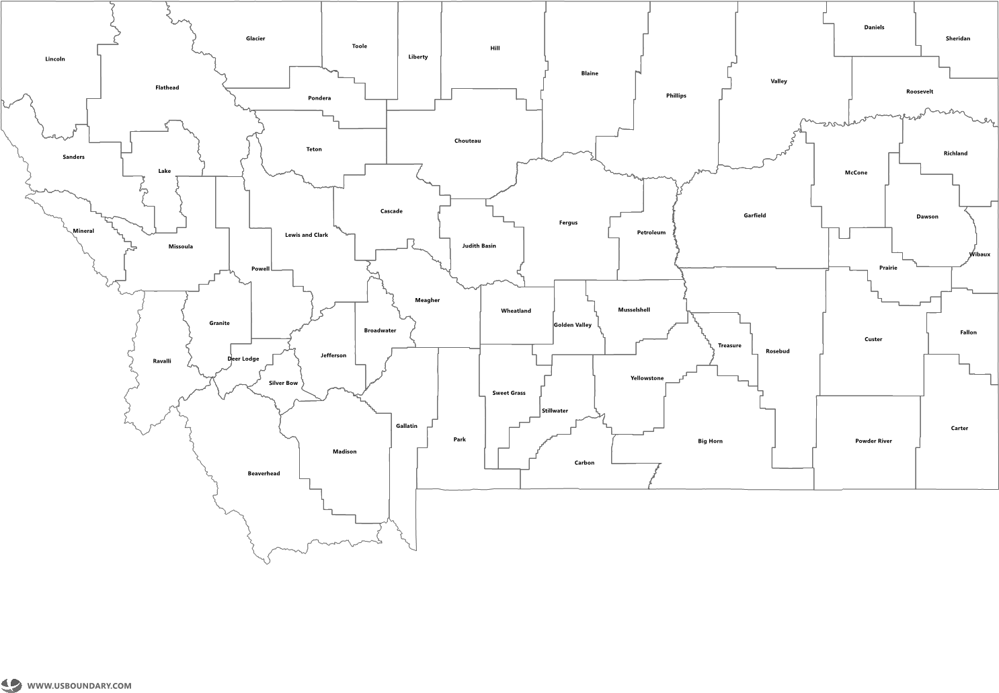 Glacier
Toole
Liberty
Hill
Daniels
Sheridan
Lincoln
Flathead
Blaine
Valley
Roosevelt
Pondera
Phillips
Chouteau
Teton
Sanders
Lake
Richland
McCone
Cascade
Garfield
Dawson
Fergus
Mineral
Petroleum
Lewis and Clark
Missoula
Judith Basin
Wibaux
Powell
Prairie
Meagher
Wheatland
Musselshell
Granite
Golden Valley
Broadwater
Fallon
Custer
Treasure
Rosebud
Jefferson
Deer Lodge
Ravalli
Yellowstone
Silver Bow
Sweet Grass
Stillwater
Gallatin
Carter
Park
Big Horn
Powder River
Madison
Carbon
Beaverhead
WWW.USBOUNDARY.COM